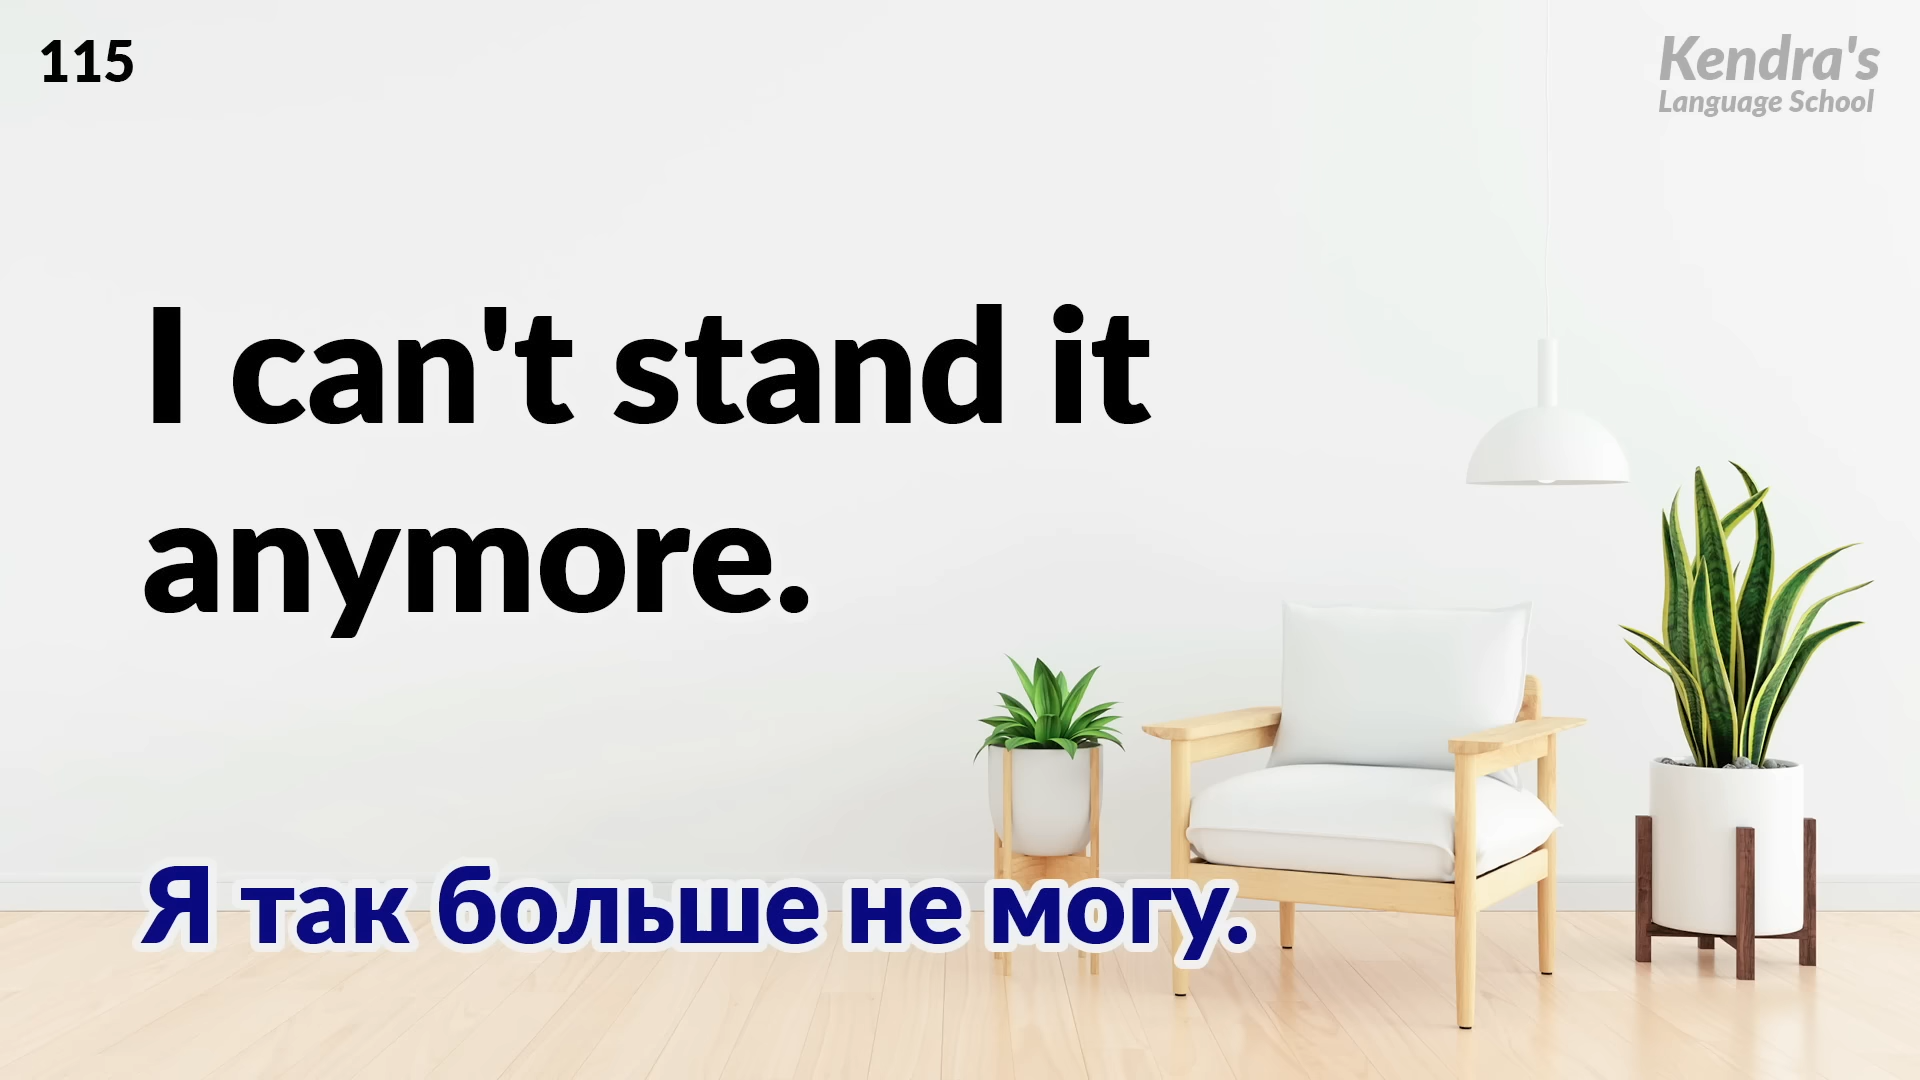 115
Kendra's
Language School
I can't stand it
anymore.
Я так больше не могу.